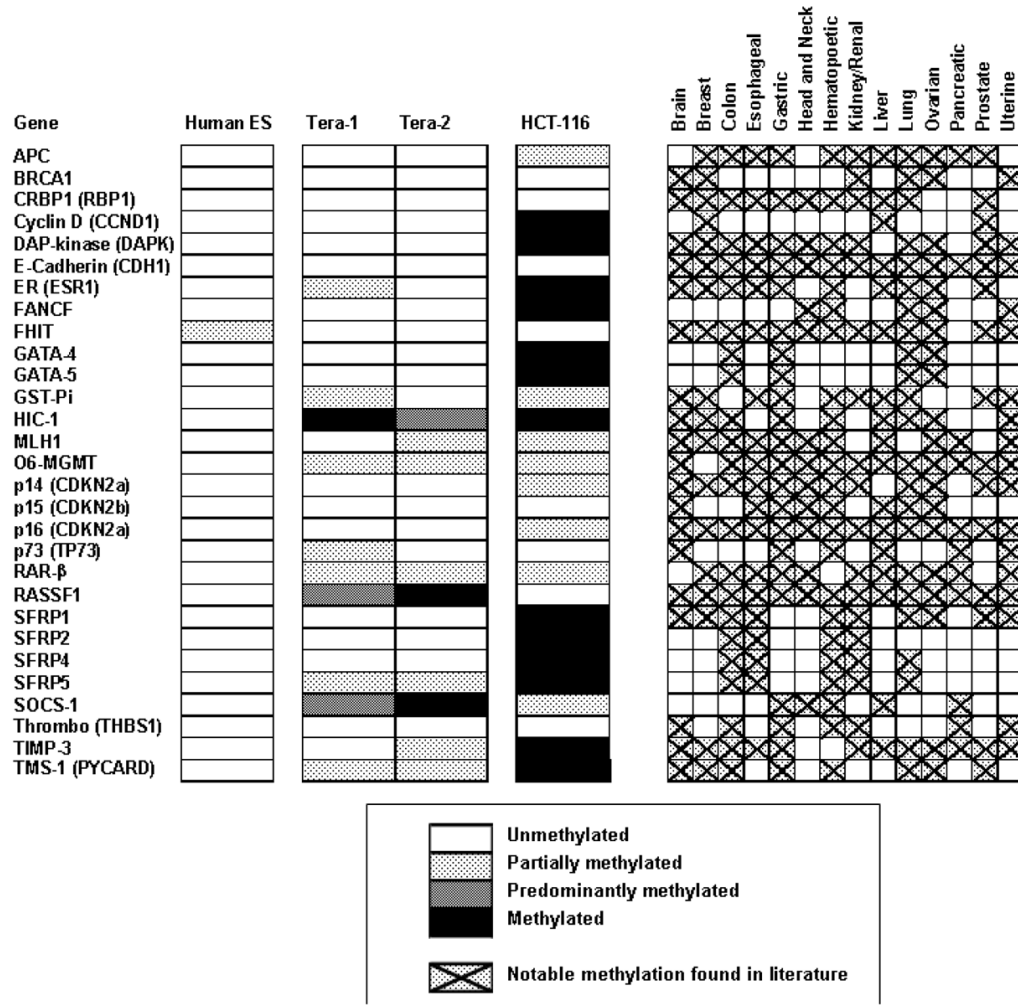 Gene Human ES Tera-1 Tera-2 HCT-116 Brain Breast Colon Esophageal Gastric Head and Neck Hematopoetic Kidney/Renal Liver Lung Ovarian Pancreatic Prostate Uterine
APC
BRCA1
CRBP1 (RBP1)
Cyclin D (CCND1)
DAP-kinase (DAPK)
E-Cadherin (CDH1)
ER (ESR1)
FANCF
FHIT
GATA-4
GATA-5
GST-Pi
HIC-1
MLH1
O6-MGMT
p14 (CDKN2a)
p15 (CDKN2b)
p16 (CDKN2a)
p73 (TP73)
RAR-β
RASSF1
SFRP1
SFRP2
SFRP4
SFRP5
SOCS-1
Thrombo (THBS1)
TIMP-3
TMS-1 (PYCARD)
Unmethylated
Partially methylated
Predominantly methylated
Methylated
Notable methylation found in literature